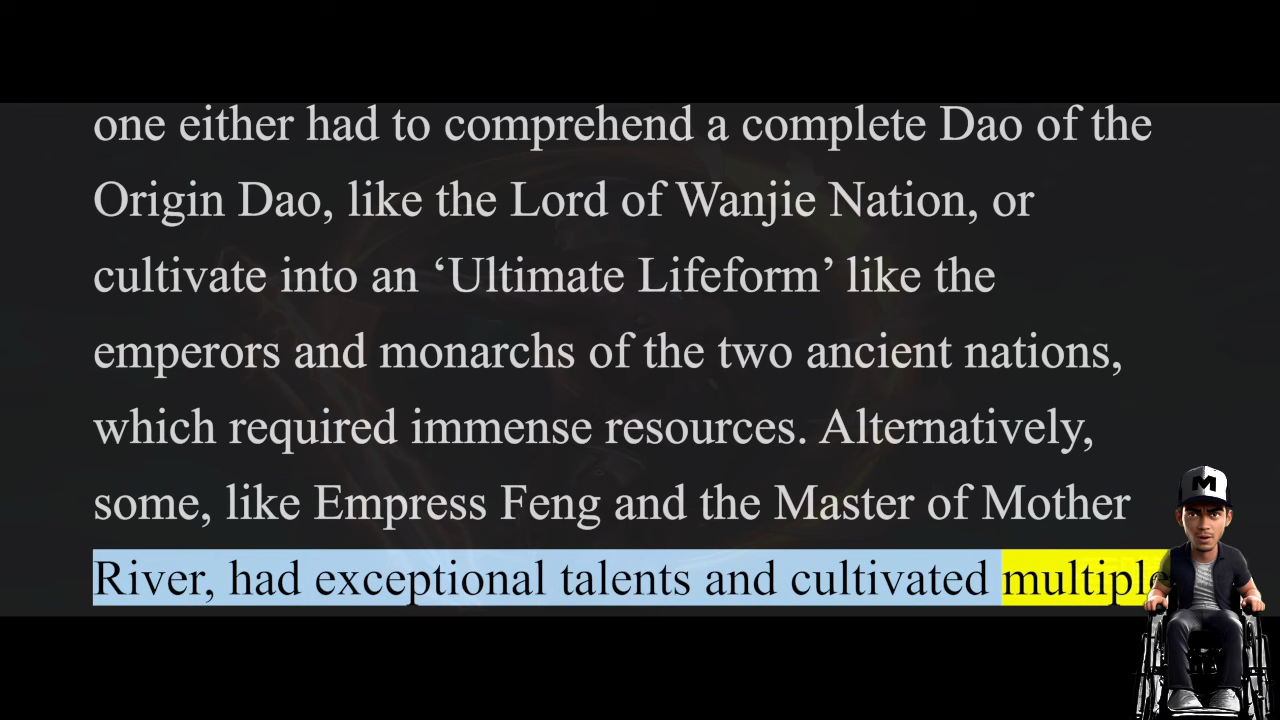 one either had to comprehend a complete Dao of the
Origin Dao, like the Lord of Wanjie Nation, or
cultivate into an ‘Ultimate Lifeform’ like the
emperors and monarchs of the two ancient nations,
which required immense resources. Alternatively,
some, like Empress Feng and the Master of Mother
River, had exceptional talents and cultivated multiple
M